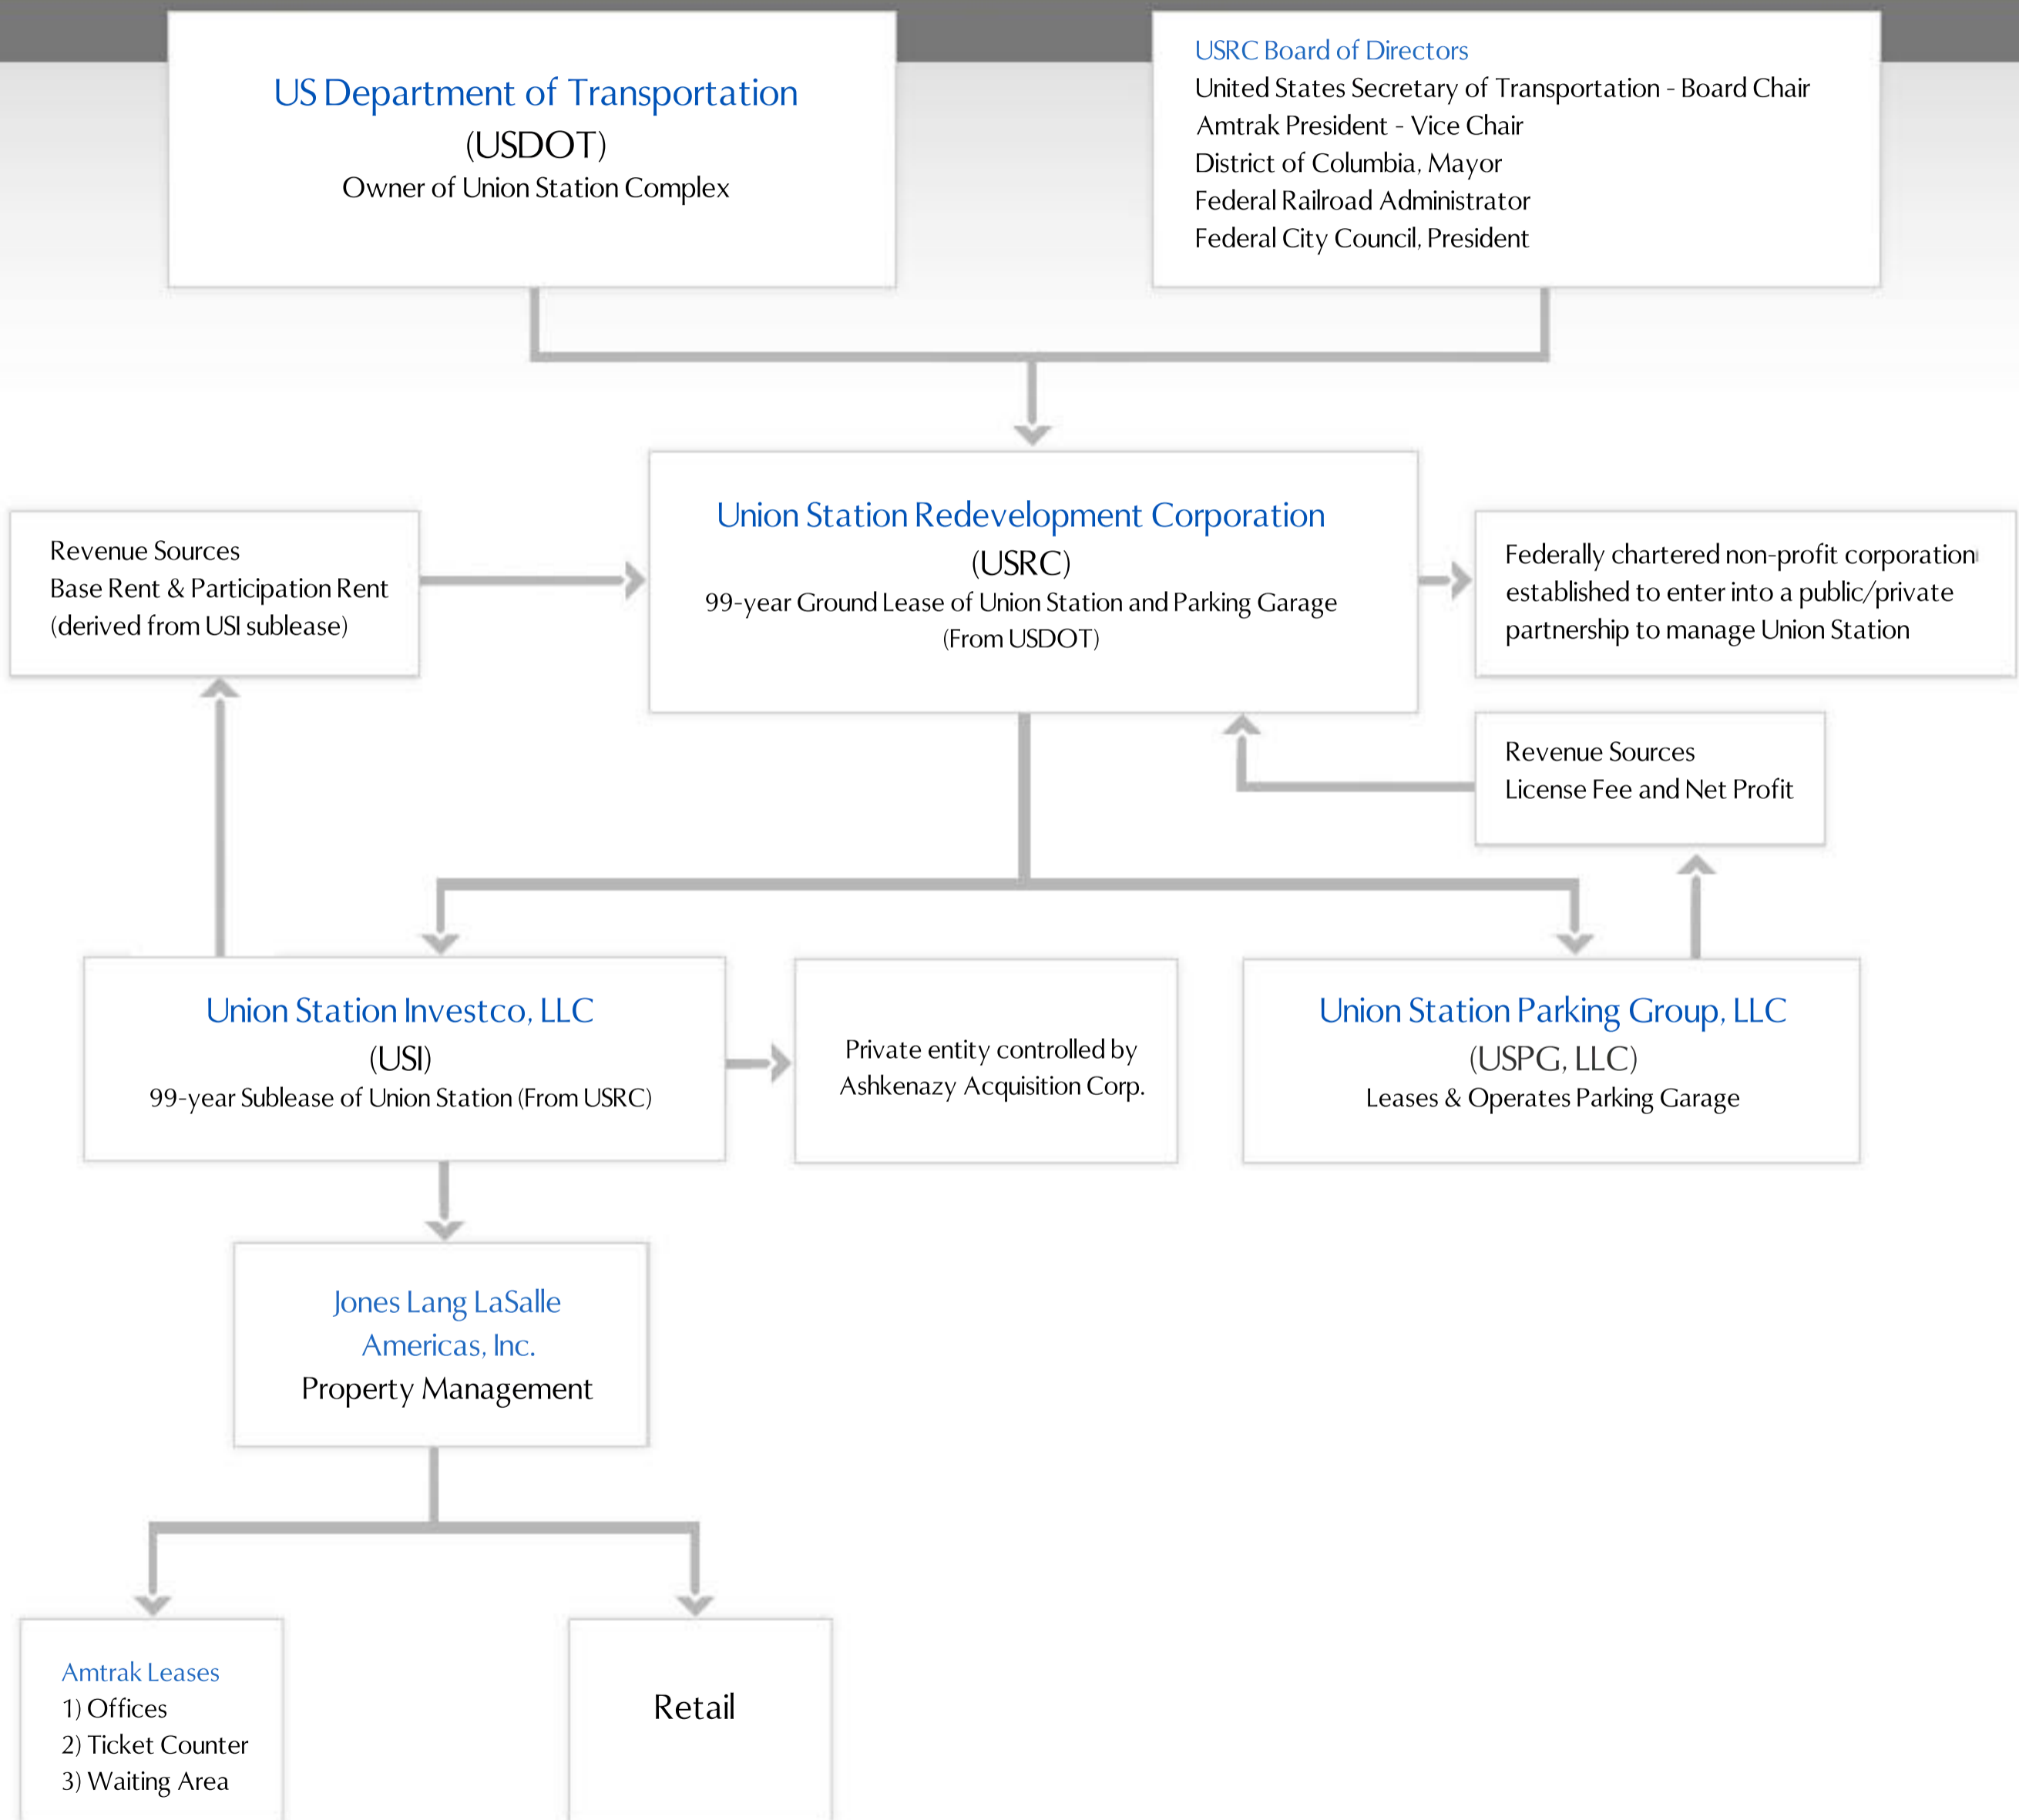 US Department of Transportation
(USDOT)
Owner of Union Station Complex
USRC Board of Directors
United States Secretary of Transportation - Board Chair
Amtrak President - Vice Chair
District of Columbia, Mayor
Federal Railroad Administrator
Federal City Council, President
Revenue Sources
Base Rent & Participation Rent
(derived from USI sublease)
Union Station Redevelopment Corporation
(USRC)
99-year Ground Lease of Union Station and Parking Garage
(From USDOT)
Federally chartered non-profit corporation
established to enter into a public/private
partnership to manage Union Station
Revenue Sources
License Fee and Net Profit
Union Station Investco, LLC
(USI)
99-year Sublease of Union Station (From USRC)
Private entity controlled by
Ashkenazy Acquisition Corp.
Union Station Parking Group, LLC
(USPG, LLC)
Leases & Operates Parking Garage
Jones Lang LaSalle
Americas, Inc.
Property Management
Amtrak Leases
1) Offices
2) Ticket Counter
3) Waiting Area
Retail